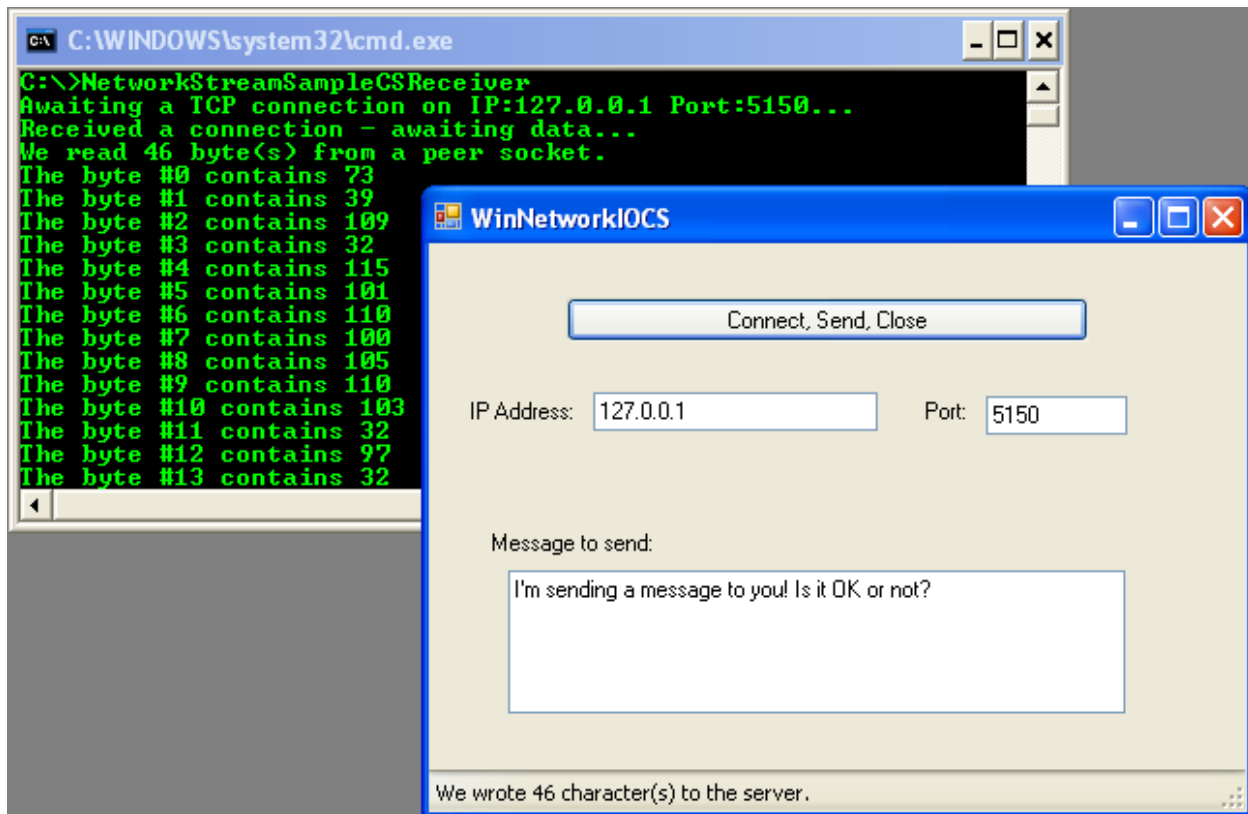 C:\WINDOWS\system32\cmd.exe
C:\>NetworkStreamSampleCSReceiver
Awaiting a TCP connection on IP:127.0.0.1 Port:5150...
Received a connection - awaiting data...
We read 46 byte(s) from a peer socket.
The byte #0 contains 73
The byte #1 contains 39
The byte #2 contains 109
The byte #3 contains 32
The byte #4 contains 115
The byte #5 contains 101
The byte #6 contains 110
The byte #7 contains 100
The byte #8 contains 105
The byte #9 contains 110
The byte #10 contains 103
The byte #11 contains 32
The byte #12 contains 97
The byte #13 contains 32
WinNetworkIOCS
Connect, Send, Close
IP Address: 127.0.0.1 Port: 5150
Message to send:
I'm sending a message to you! Is it OK or not?
We wrote 46 character(s) to the server.